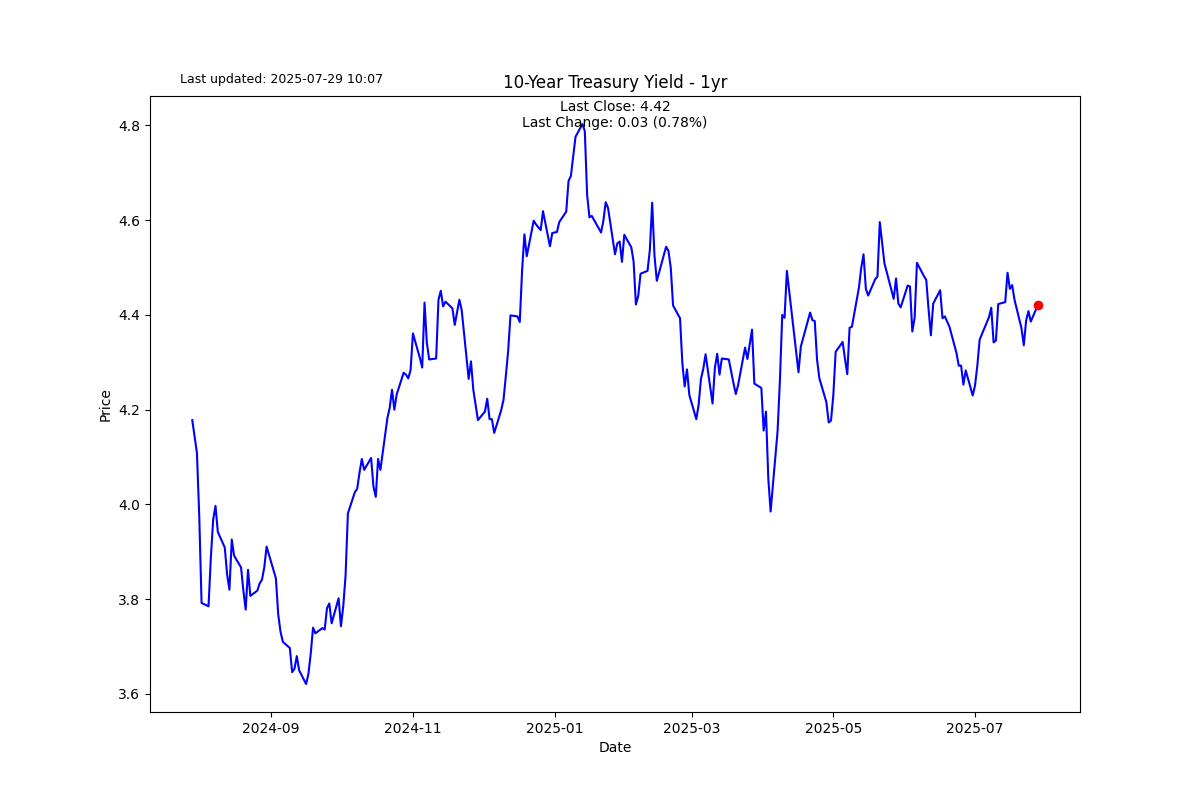 Last updated: 2025-07-29 10:07
10-Year Treasury Yield - 1yr
Last Close: 4.42
Last Change: 0.03 (0.78%)
Price
4.8
4.6
4.4
4.2
4.0
3.8
3.6
2024-09
2024-11
2025-01
2025-03
2025-05
2025-07
Date